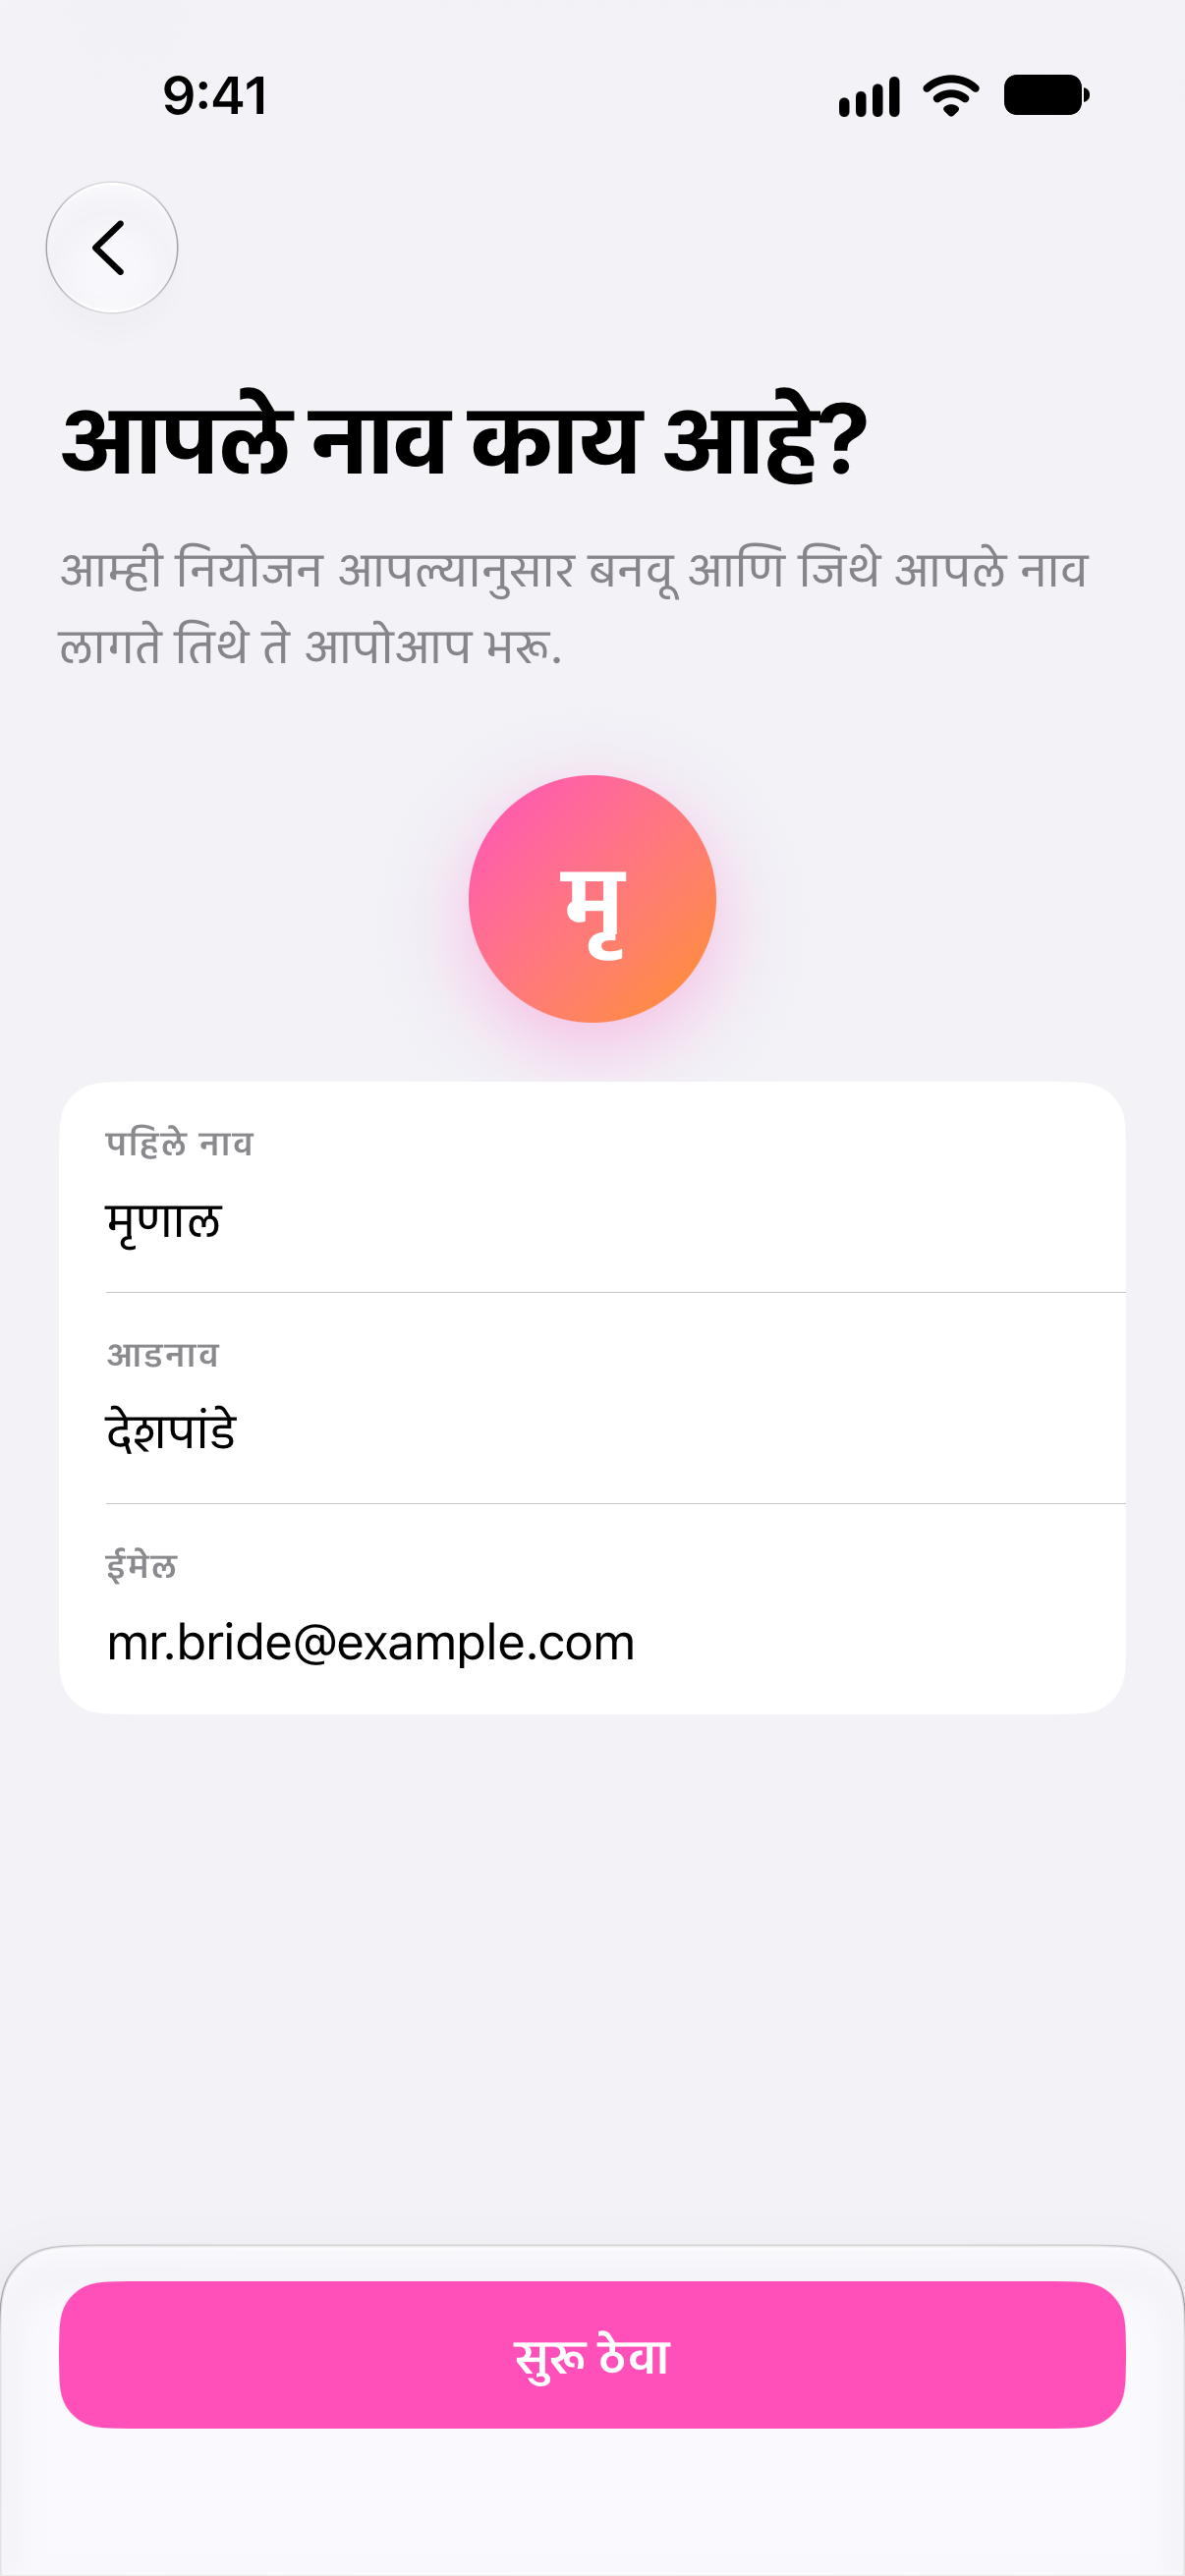 9:41
आपले नाव काय आहे?
आम्ही नियोजन आपल्यानुसार बनवू आणि जिथे आपले नाव
लागते तिथे ते आपोआप भरू.
मृ
पहिले नाव
मृणाल
आडनाव
देशपांडे
ईमेल
mr.bride@example.com
सुरू ठेवा